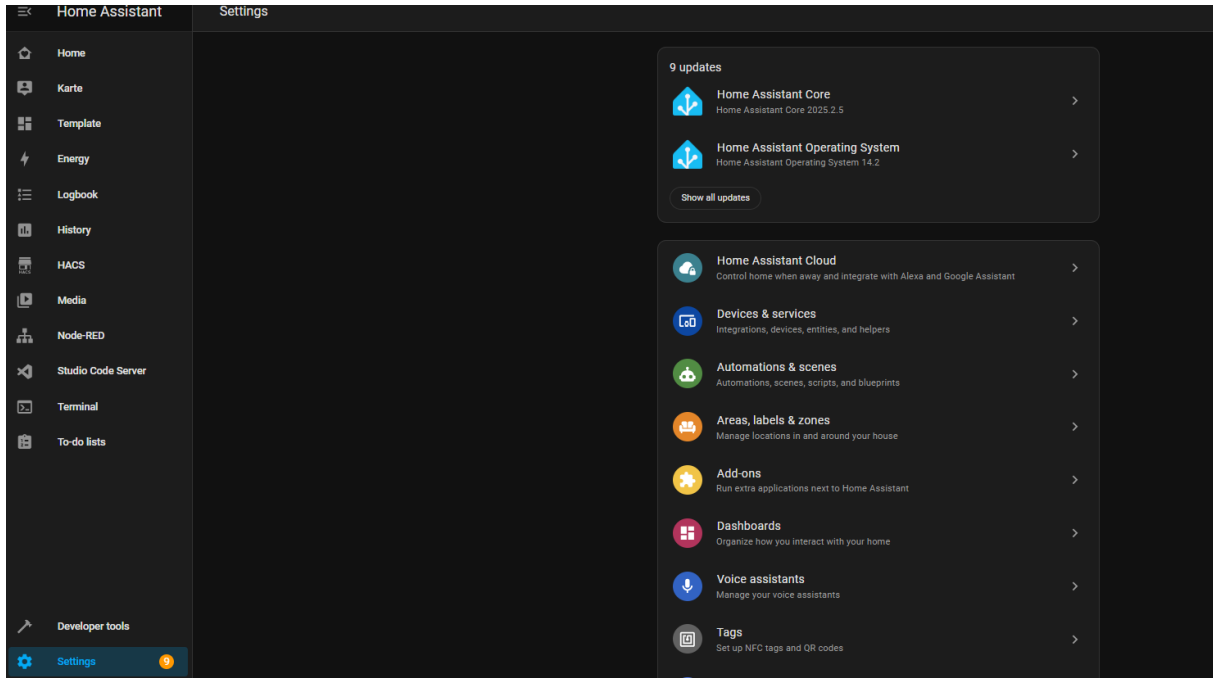 Home Assistant
Settings
Home
Karte
Template
Energy
Logbook
History
HACS
HACS
Media
Node-RED
Studio Code Server
Terminal
To-do lists
Developer tools
Settings
9
9 updates
Home Assistant Core
Home Assistant Core 2025.2.5
Home Assistant Operating System
Home Assistant Operating System 14.2
Show all updates
Home Assistant Cloud
Control home when away and integrate with Alexa and Google Assistant
Devices & services
Integrations, devices, entities, and helpers
Automations & scenes
Automations, scenes, scripts, and blueprints
Areas, labels & zones
Manage locations in and around your house
Add-ons
Run extra applications next to Home Assistant
Dashboards
Organize how you interact with your home
Voice assistants
Manage your voice assistants
Tags
Set up NFC tags and QR codes